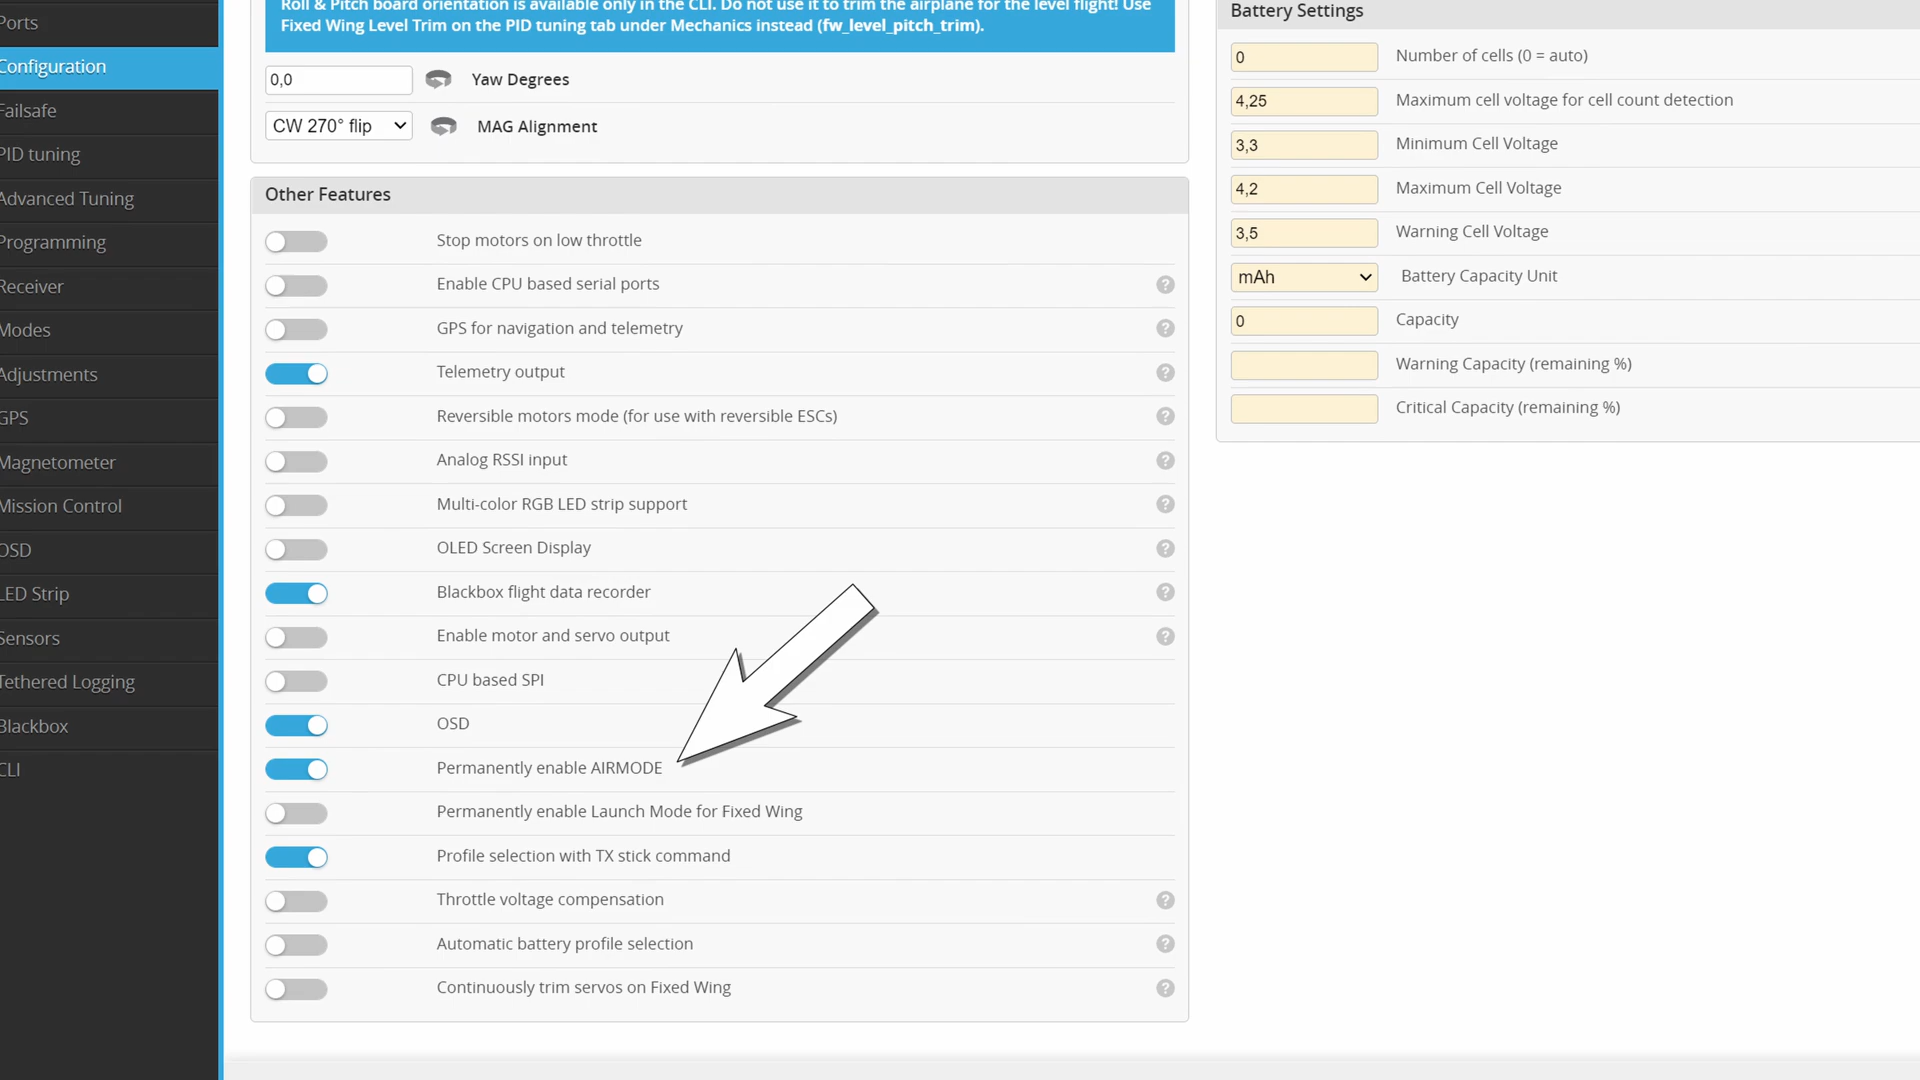 Ports
Configuration
Failsafe
PID tuning
Advanced Tuning
Programming
Receiver
Modes
Adjustments
GPS
Magnetometer
Mission Control
OSD
LED Strip
Sensors
Tethered Logging
Blackbox
CLI
Roll & Pitch board orientation is available only in the CLI. Do not use it to trim the airplane for the level flight! Use
Fixed Wing Level Trim on the PID tuning tab under Mechanics instead (fw_level_pitch_trim).
0,0 Yaw Degrees
CW 270° flip MAG Alignment
Other Features
Stop motors on low throttle
Enable CPU based serial ports ?
GPS for navigation and telemetry ?
Telemetry output ?
Reversible motors mode (for use with reversible ESCs) ?
Analog RSSI input ?
Multi-color RGB LED strip support ?
OLED Screen Display ?
Blackbox flight data recorder ?
Enable motor and servo output ?
CPU based SPI
OSD
Permanently enable AIRMODE
Permanently enable Launch Mode for Fixed Wing
Profile selection with TX stick command
Throttle voltage compensation ?
Automatic battery profile selection ?
Continuously trim servos on Fixed Wing ?
Battery Settings
0 Number of cells (0 = auto)
4,25 Maximum cell voltage for cell count detection
3,3 Minimum Cell Voltage
4,2 Maximum Cell Voltage
3,5 Warning Cell Voltage
mAh Battery Capacity Unit
0 Capacity
Warning Capacity (remaining %)
Critical Capacity (remaining %)